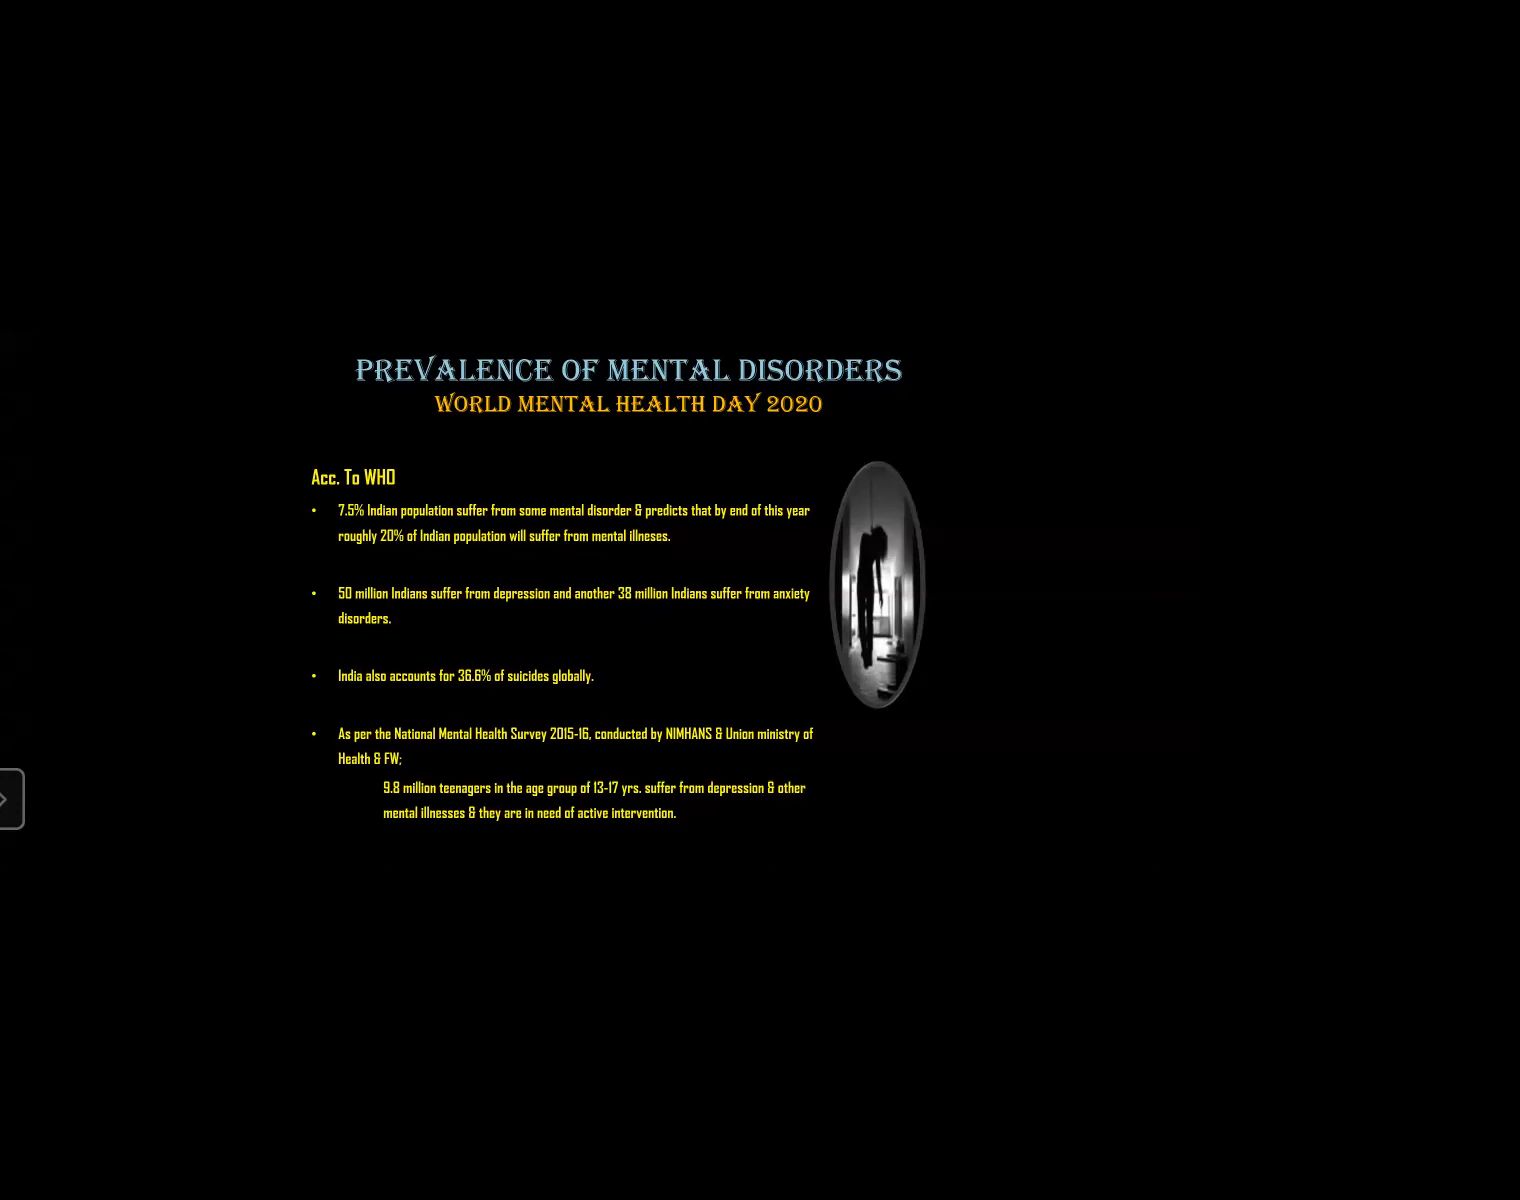 PREVALENCE OF MENTAL DISORDERS
WORLD MENTAL HEALTH DAY 2020
Acc. To WHO
• 7.5% Indian population suffer from some mental disorder & predicts that by end of this year
roughly 20% of Indian population will suffer from mental illneses.
• 50 million Indians suffer from depression and another 38 million Indians suffer from anxiety
disorders.
• India also accounts for 36.6% of suicides globally.
• As per the National Mental Health Survey 2015-16, conducted by NIMHANS & Union ministry of
Health & FW;
9.8 million teenagers in the age group of 13-17 yrs. suffer from depression & other
mental illnesses & they are in need of active intervention.